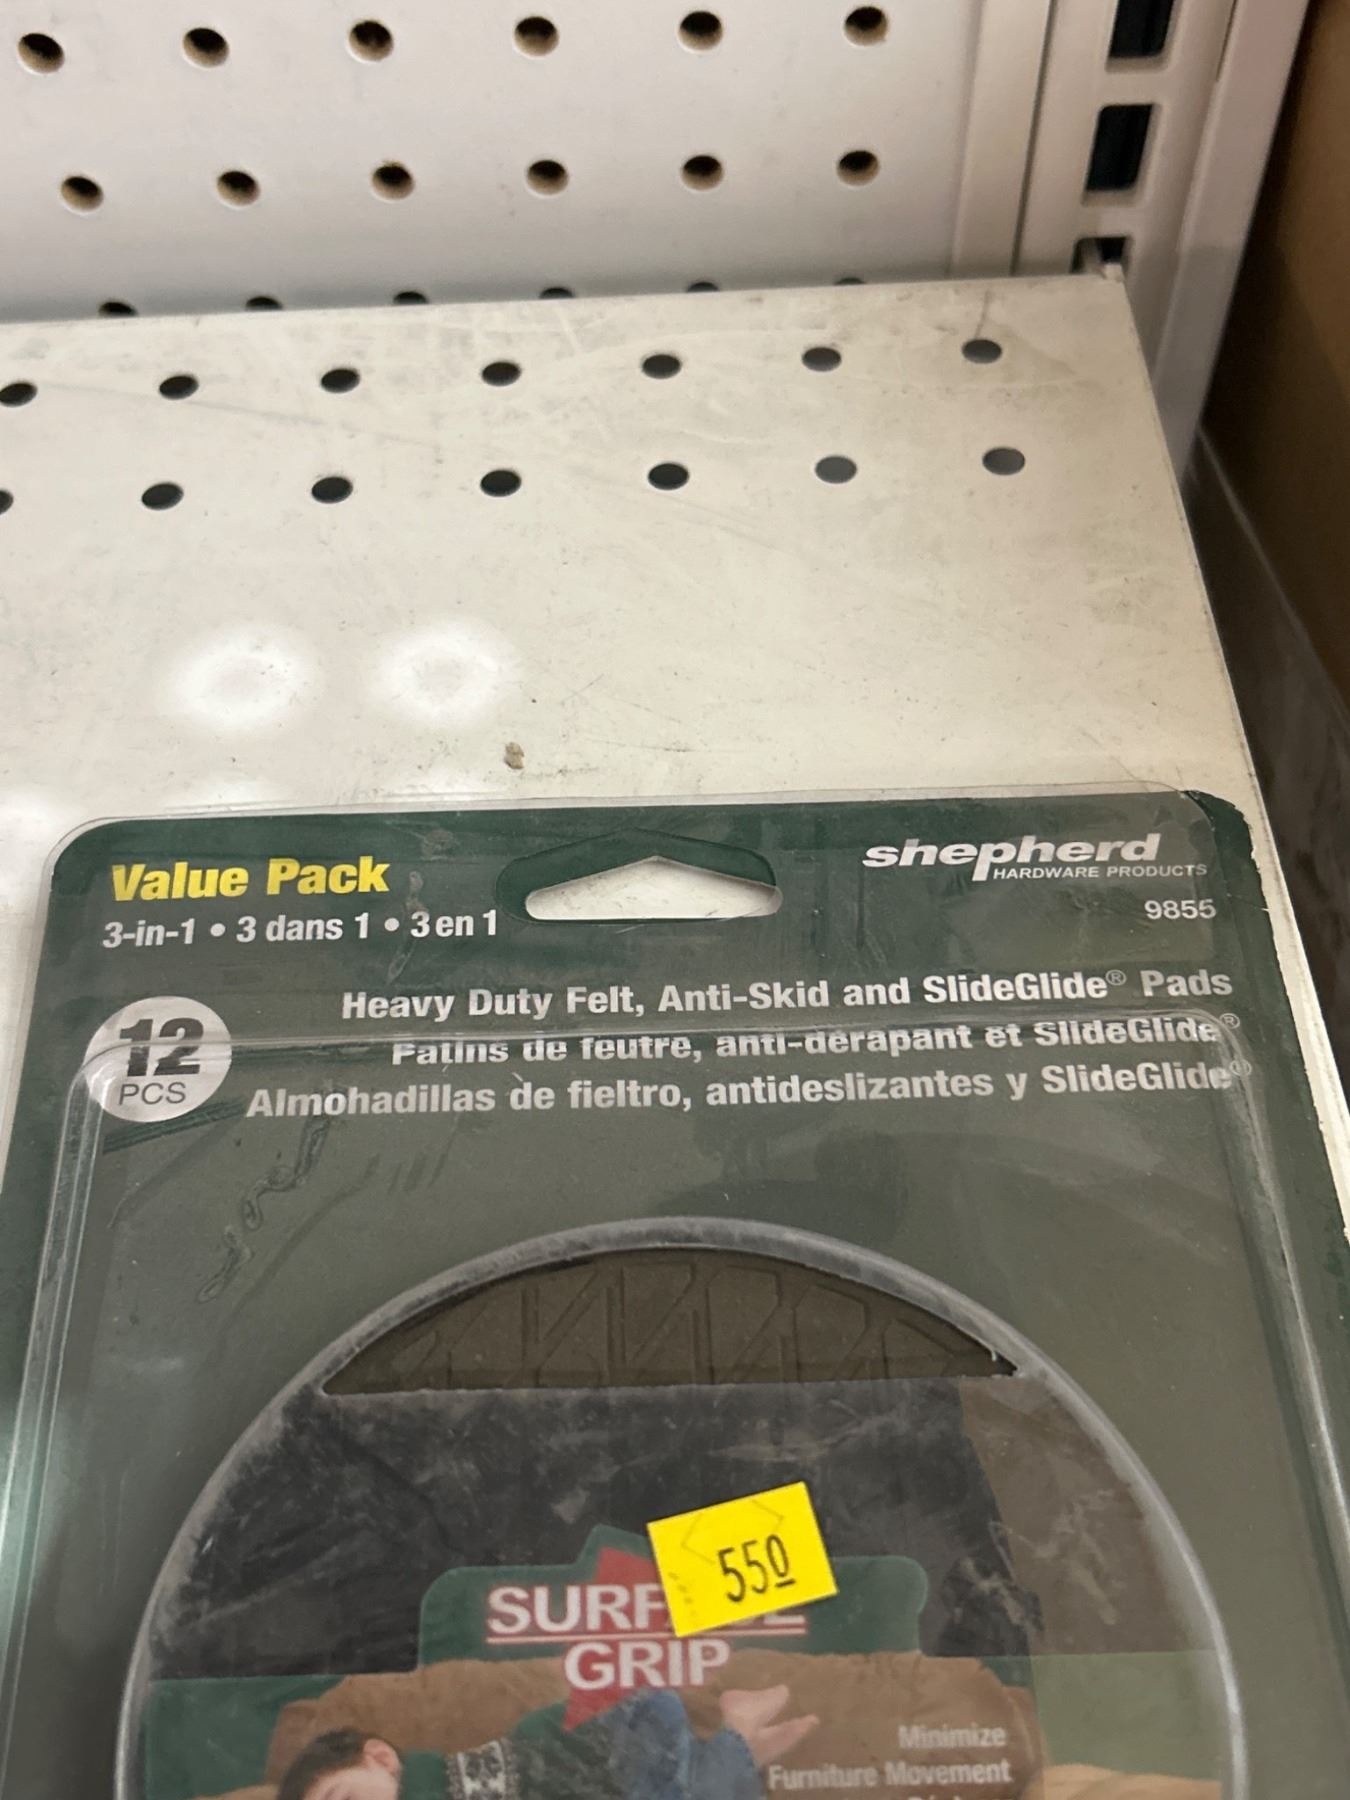 Value Pack
3-in-1 • 3 dans 1 • 3 en 1
shepherd
HARDWARE PRODUCTS
9855
Heavy Duty Felt, Anti-Skid and SlideGlide® Pads
Patins de feutre, anti-dérapant et SlideGlide®
Almohadillas de fieltro, antideslizantes y SlideGlide®
12
PCS
550
GRIP
Minimize
Furniture Movement